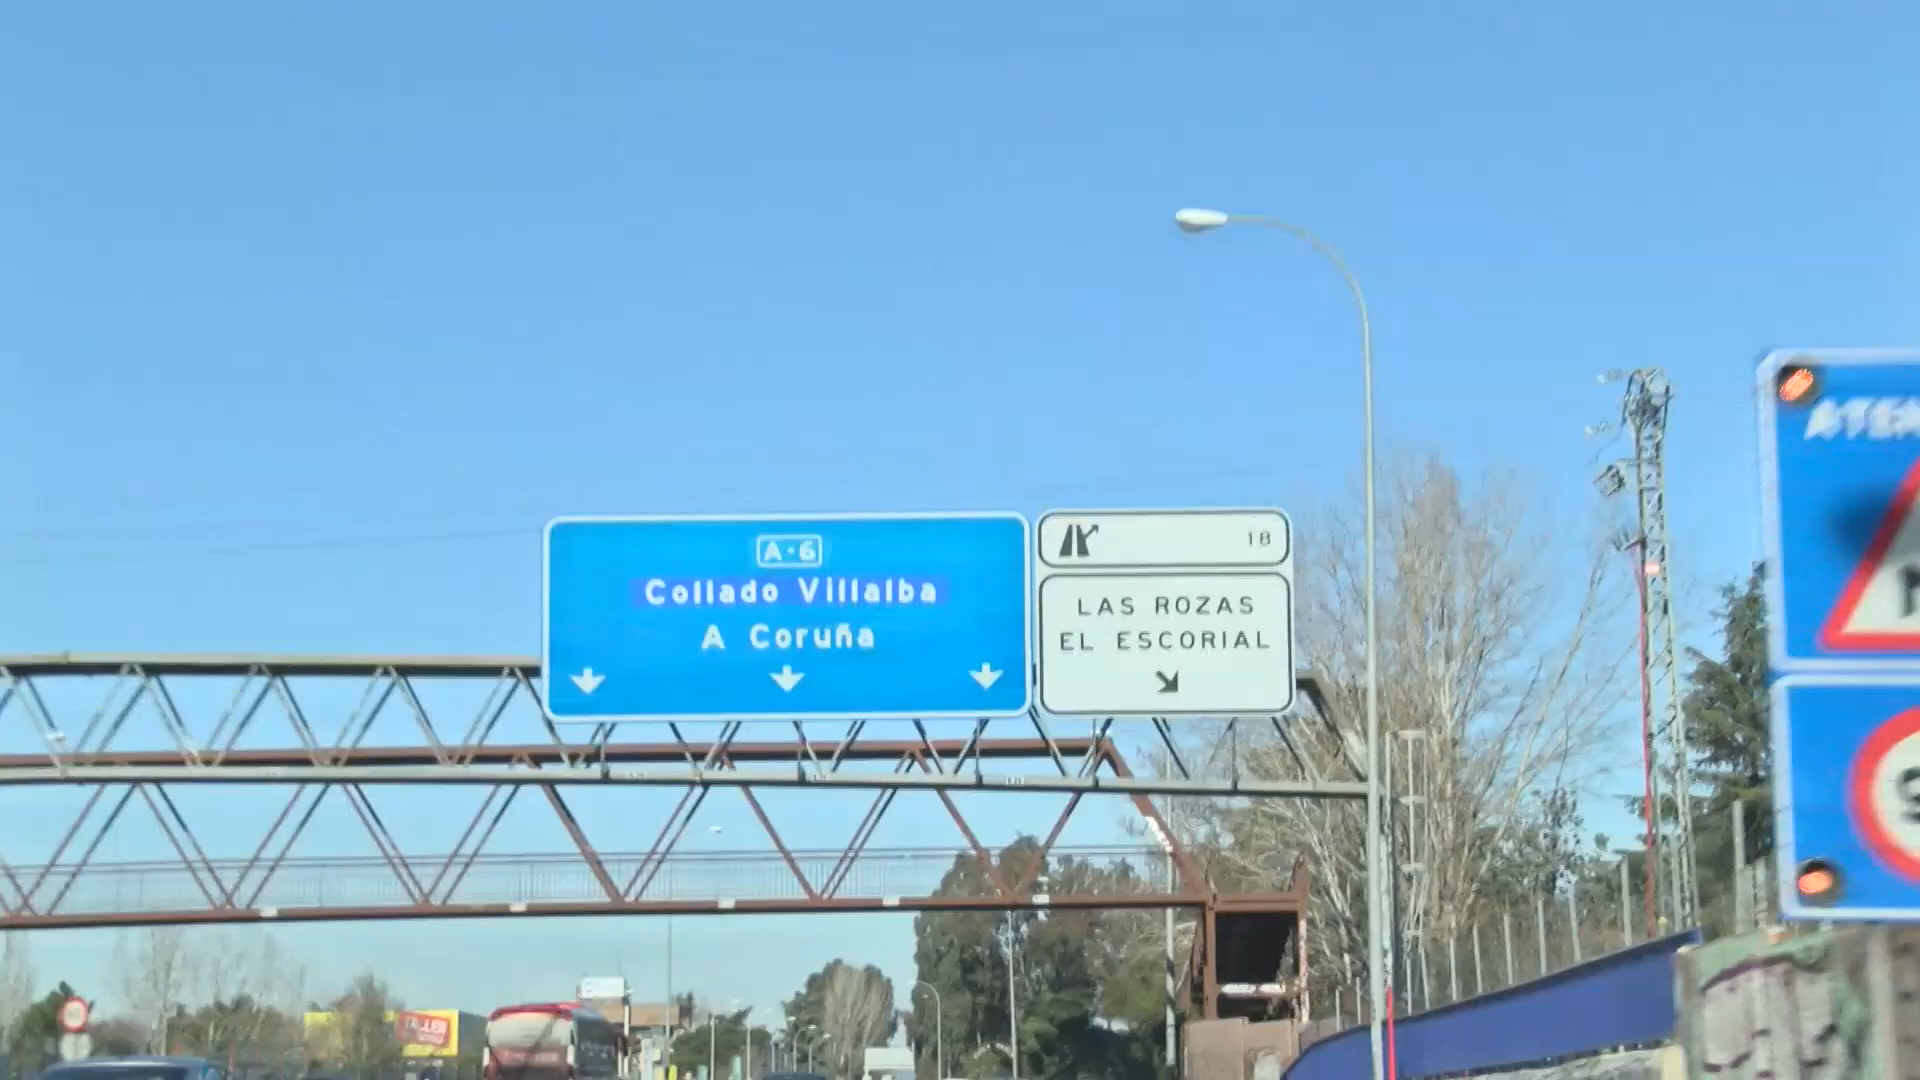 A-6
Collado Villalba
A Coruña
18
LAS ROZAS
EL ESCORIAL
TALLER